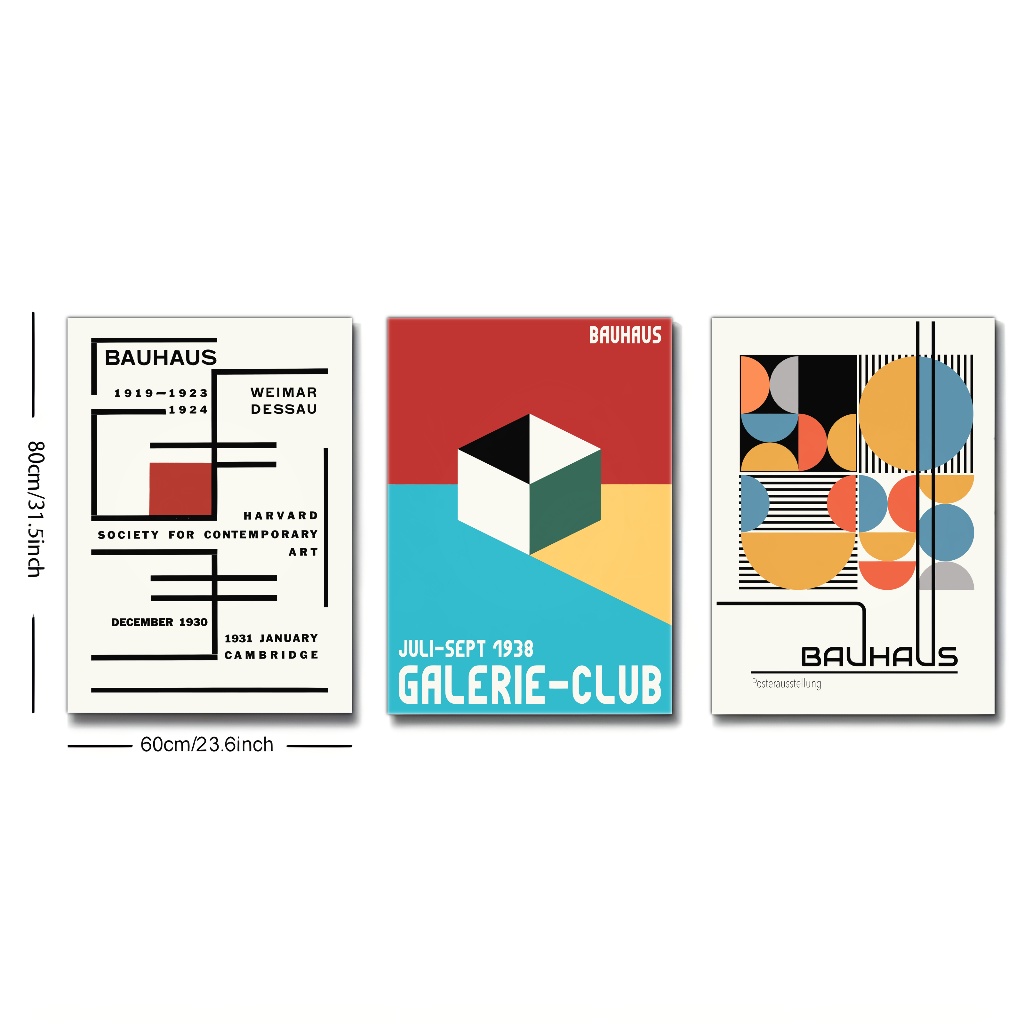 80cm/31.5inch
BAUHAUS
1919—1923
1924
WEIMAR
DESSAU
HARVARD
SOCIETY FOR CONTEMPORARY
ART
DECEMBER 1930
1931 JANUARY
CAMBRIDGE
60cm/23.6inch
BAUHAUS
JULI-SEPT 1938
GALERIE-CLUB
BAUHAUS
Posterausstellung